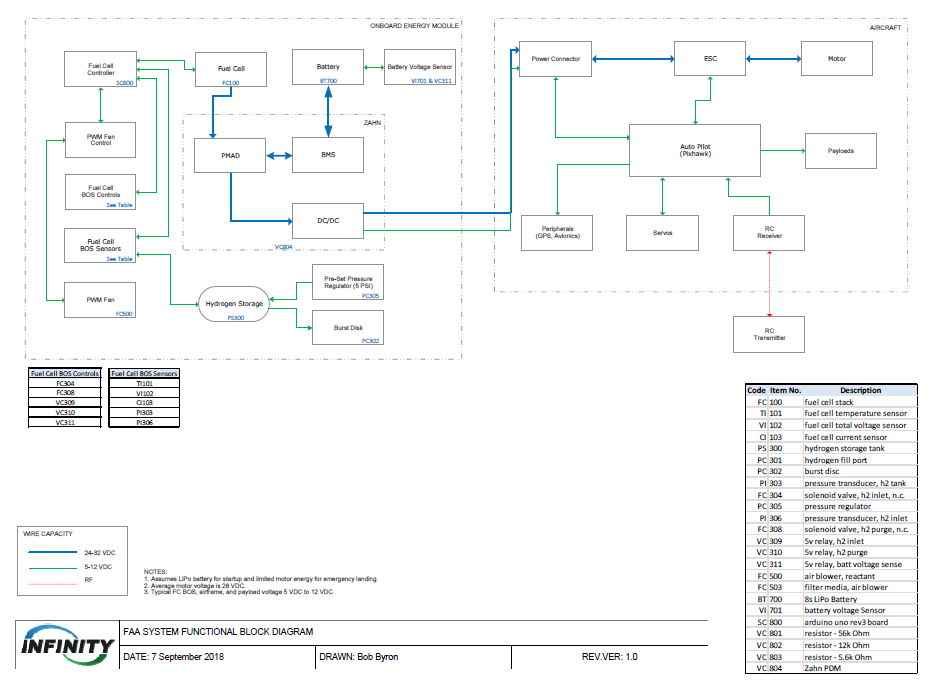 ONBOARD ENERGY MODULE
AIRCRAFT
Fuel Cell
Controller
SC800
Fuel Cell
FC100
Battery
BT700
Battery Voltage Sensor
VI701 & VC311
Power Connector
ESC
Motor
ZAHN
PWM Fan
Control
PMAD
BMS
Auto Pilot
(Pixhawk)
Payloads
Fuel Cell
BOS Controls
See Table
DC/DC
VC804
Fuel Cell
BOS Sensors
See Table
Peripherals
(GPS, Avionics)
Servos
RC
Receiver
PWM Fan
FC500
Hydrogen Storage
PS300
Pre-Set Pressure
Regulator (5 PSI)
PC305
Burst Disk
PC302
RC
Transmitter
Fuel Cell BOS Controls
FC304
FC308
VC309
VC310
VC311
Fuel Cell BOS Sensors
TI101
VI102
CI103
PI303
PI306
Code Item No. Description
FC 100 fuel cell stack
TI 101 fuel cell temperature sensor
VI 102 fuel cell total voltage sensor
CI 103 fuel cell current sensor
PS 300 hydrogen storage tank
PC 301 hydrogen fill port
PC 302 burst disc
PI 303 pressure transducer, h2 tank
FC 304 solenoid valve, h2 inlet, n.c.
PC 305 pressure regulator
PI 306 pressure transducer, h2 inlet
FC 308 solenoid valve, h2 purge, n.c.
VC 309 5v relay, h2 inlet
VC 310 5v relay, h2 purge
VC 311 5v relay, batt voltage sense
FC 500 air blower, reactant
FC 503 filter media, air blower
BT 700 8s LiPo Battery
VI 701 battery voltage Sensor
SC 800 arduino uno rev3 board
VC 801 resistor - 56k Ohm
VC 802 resistor - 12k Ohm
VC 803 resistor - 5.6k Ohm
VC 804 Zahn PDM
WIRE CAPACITY
24-32 VDC
5-12 VDC
RF
NOTES:
1. Assumes LiPo battery for startup and limited motor energy for emergency landing.
2. Average motor voltage is 28 VDC.
3. Typical FC BOS, airframe, and payload voltage 5 VDC to 12 VDC.
INFINITY
FAA SYSTEM FUNCTIONAL BLOCK DIAGRAM
DATE: 7 September 2018
DRAWN: Bob Byron
REV.VER: 1.0